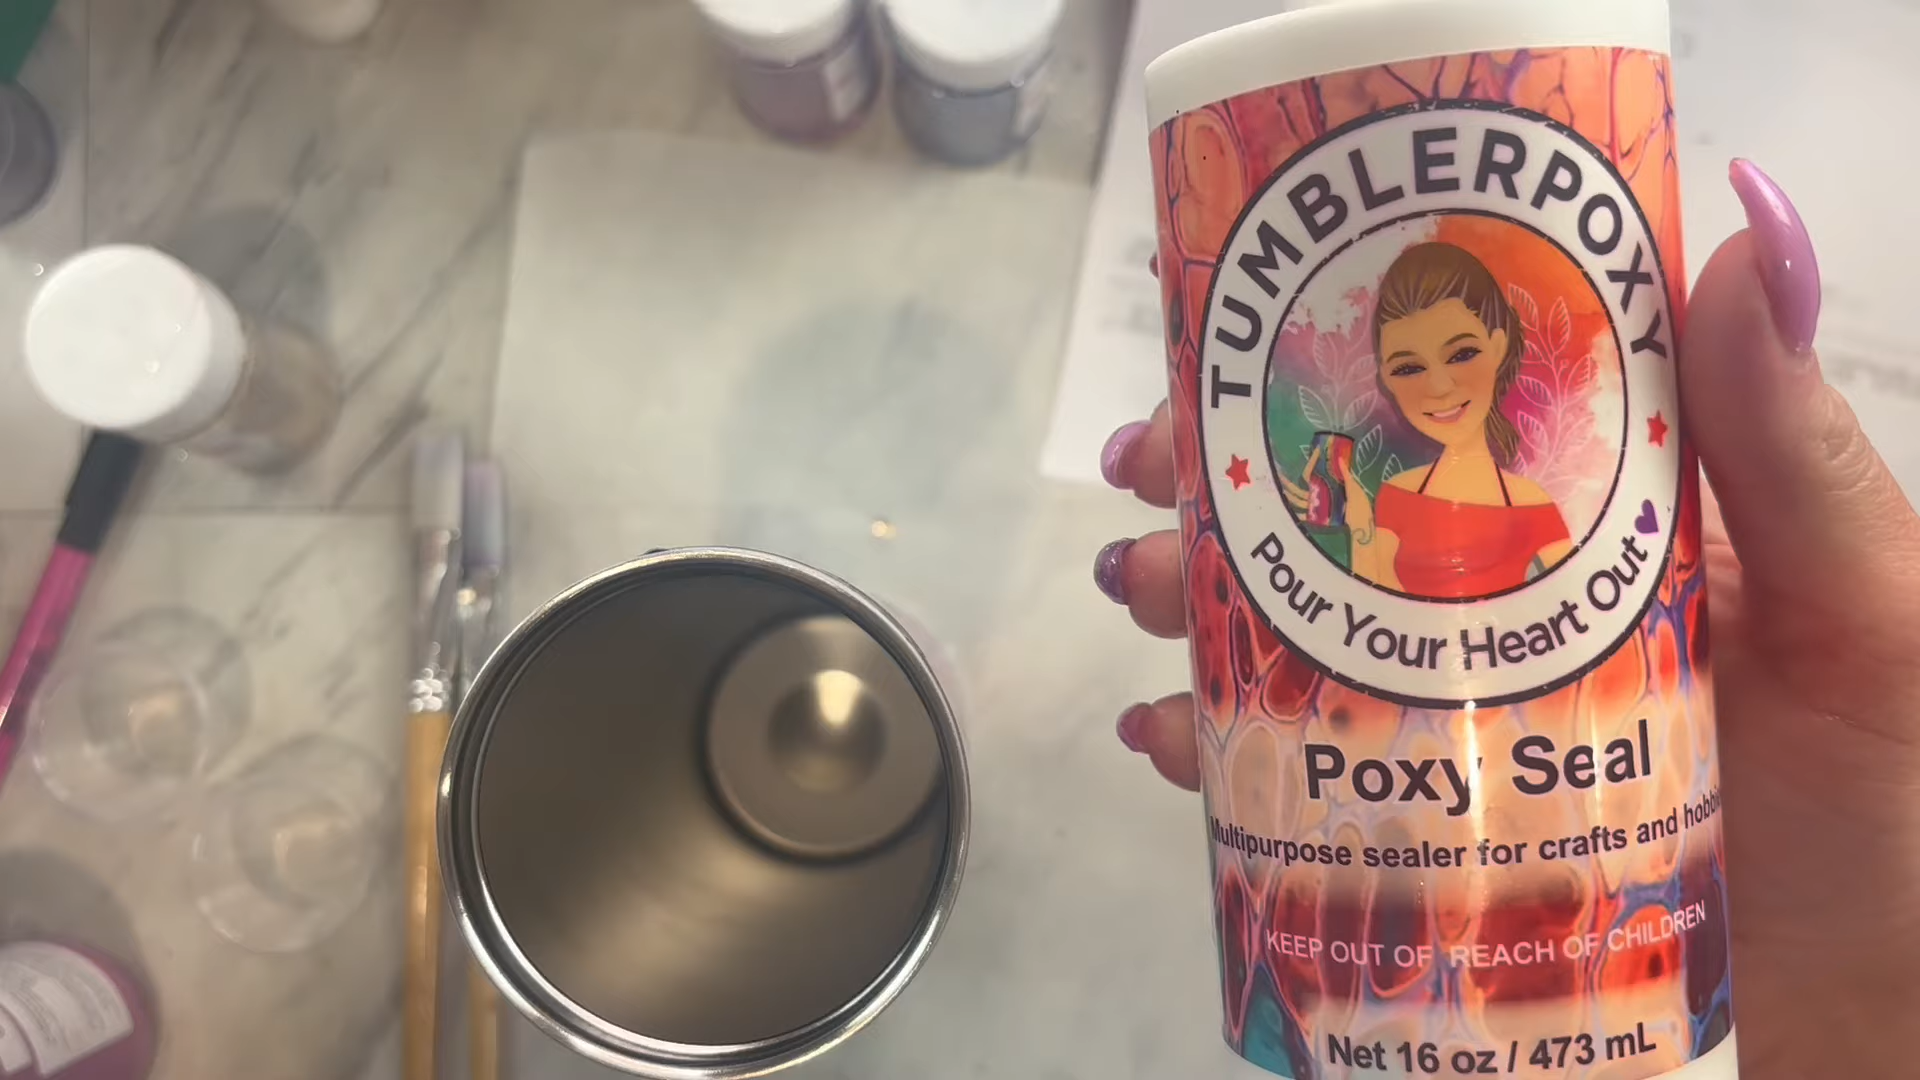 TUMBLERPOXY
Pour Your Heart Out
Poxy Seal
Multipurpose sealer for crafts and
KEEP OUT OF REACH OF CHILDREN
Net 16 oz / 473 mL